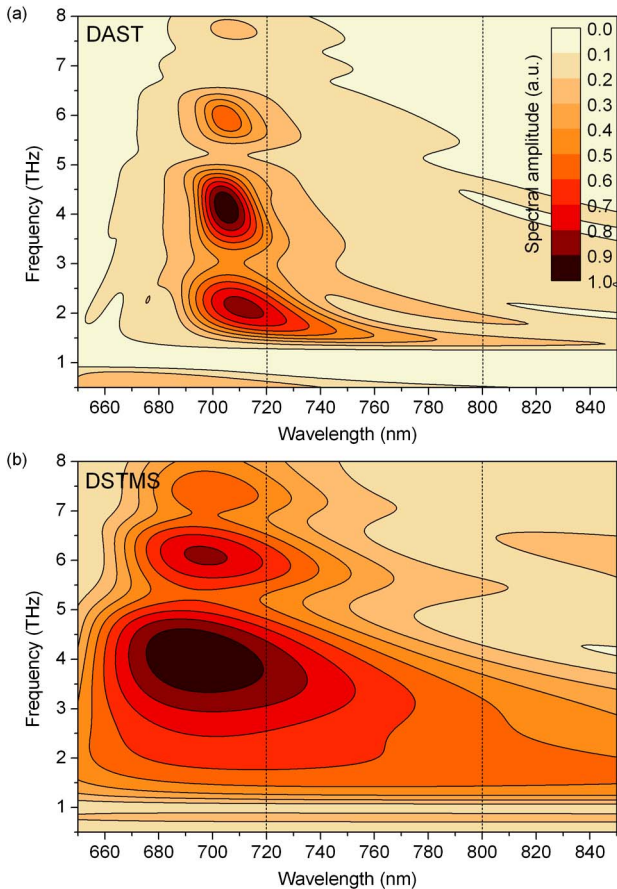 (a)
DAST
Frequency (THz)
8
7
6
5
4
3
2
1
Spectral amplitude (a.u.)
0.0
0.1
0.2
0.3
0.4
0.5
0.6
0.7
0.8
0.9
1.0
660 680 700 720 740 760 780 800 820 840
Wavelength (nm)
(b)
DSTMS
Frequency (THz)
8
7
6
5
4
3
2
1
660 680 700 720 740 760 780 800 820 840
Wavelength (nm)